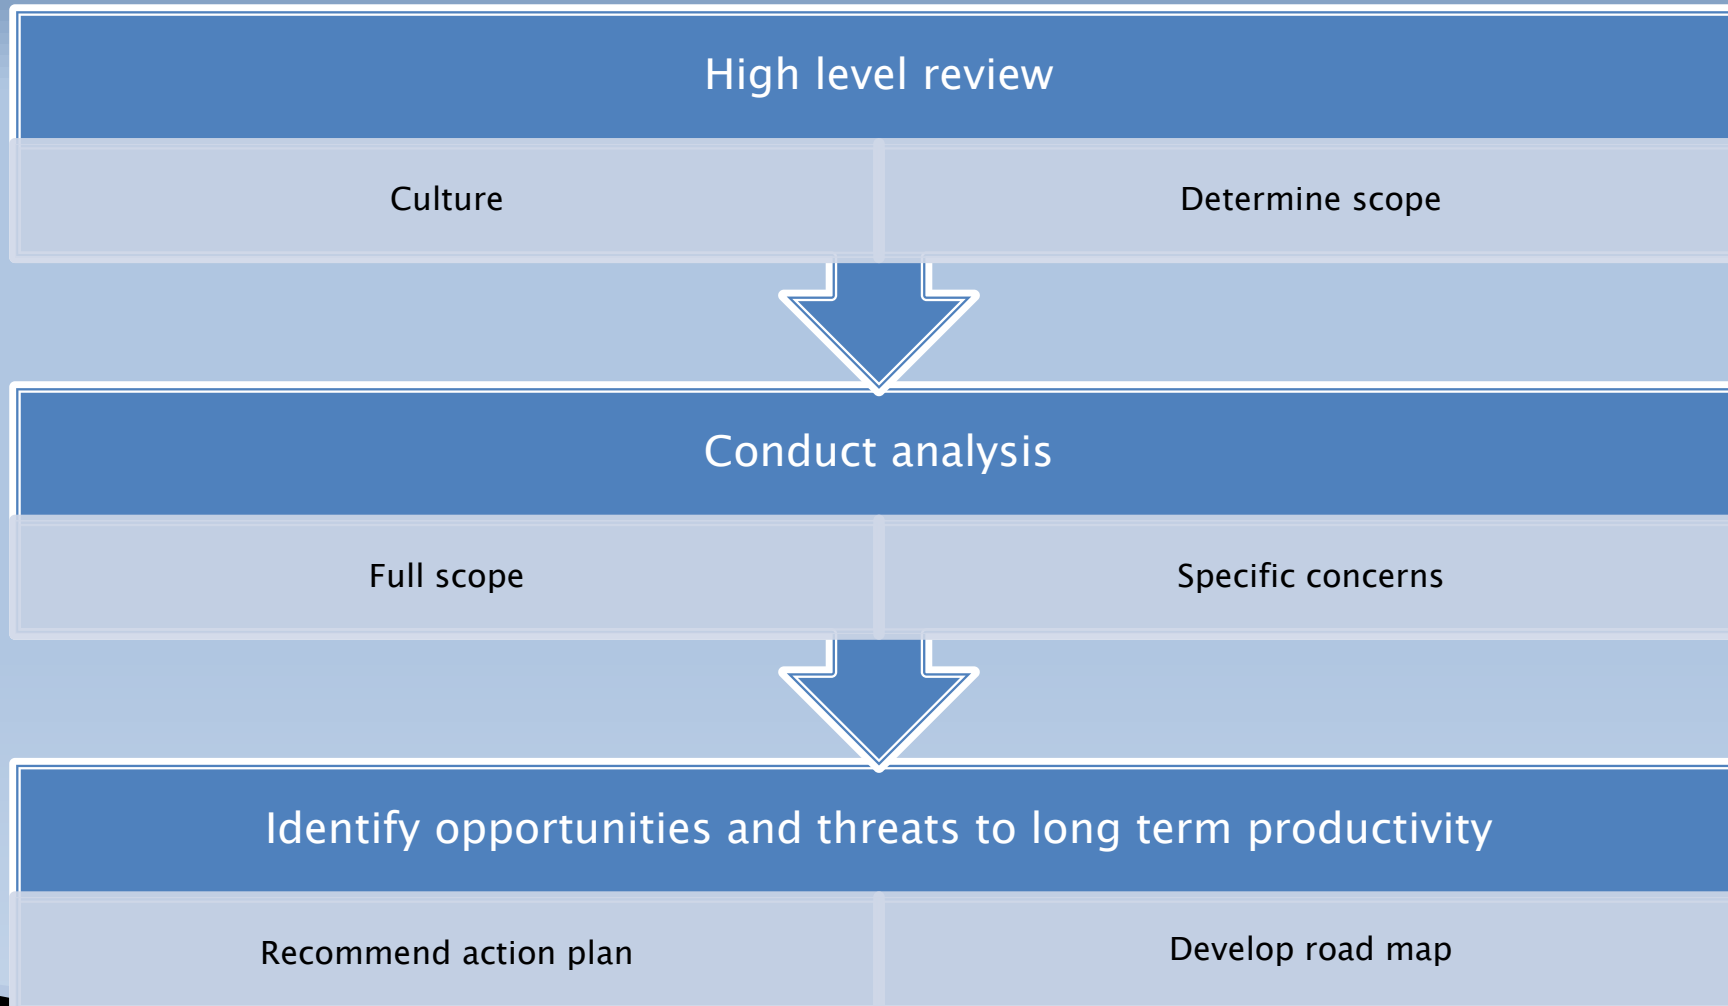 High level review
Culture
Determine scope
Conduct analysis
Full scope
Specific concerns
Identify opportunities and threats to long term productivity
Recommend action plan
Develop road map